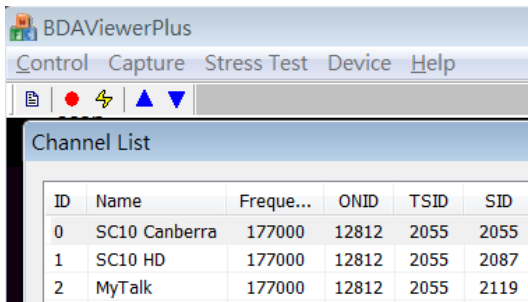 BDAViewerPlus
Control Capture Stress Test Device Help
Channel List
ID Name Freque... ONID TSID SID
0 SC10 Canberra 177000 12812 2055 2055
1 SC10 HD 177000 12812 2055 2087
2 MyTalk 177000 12812 2055 2119